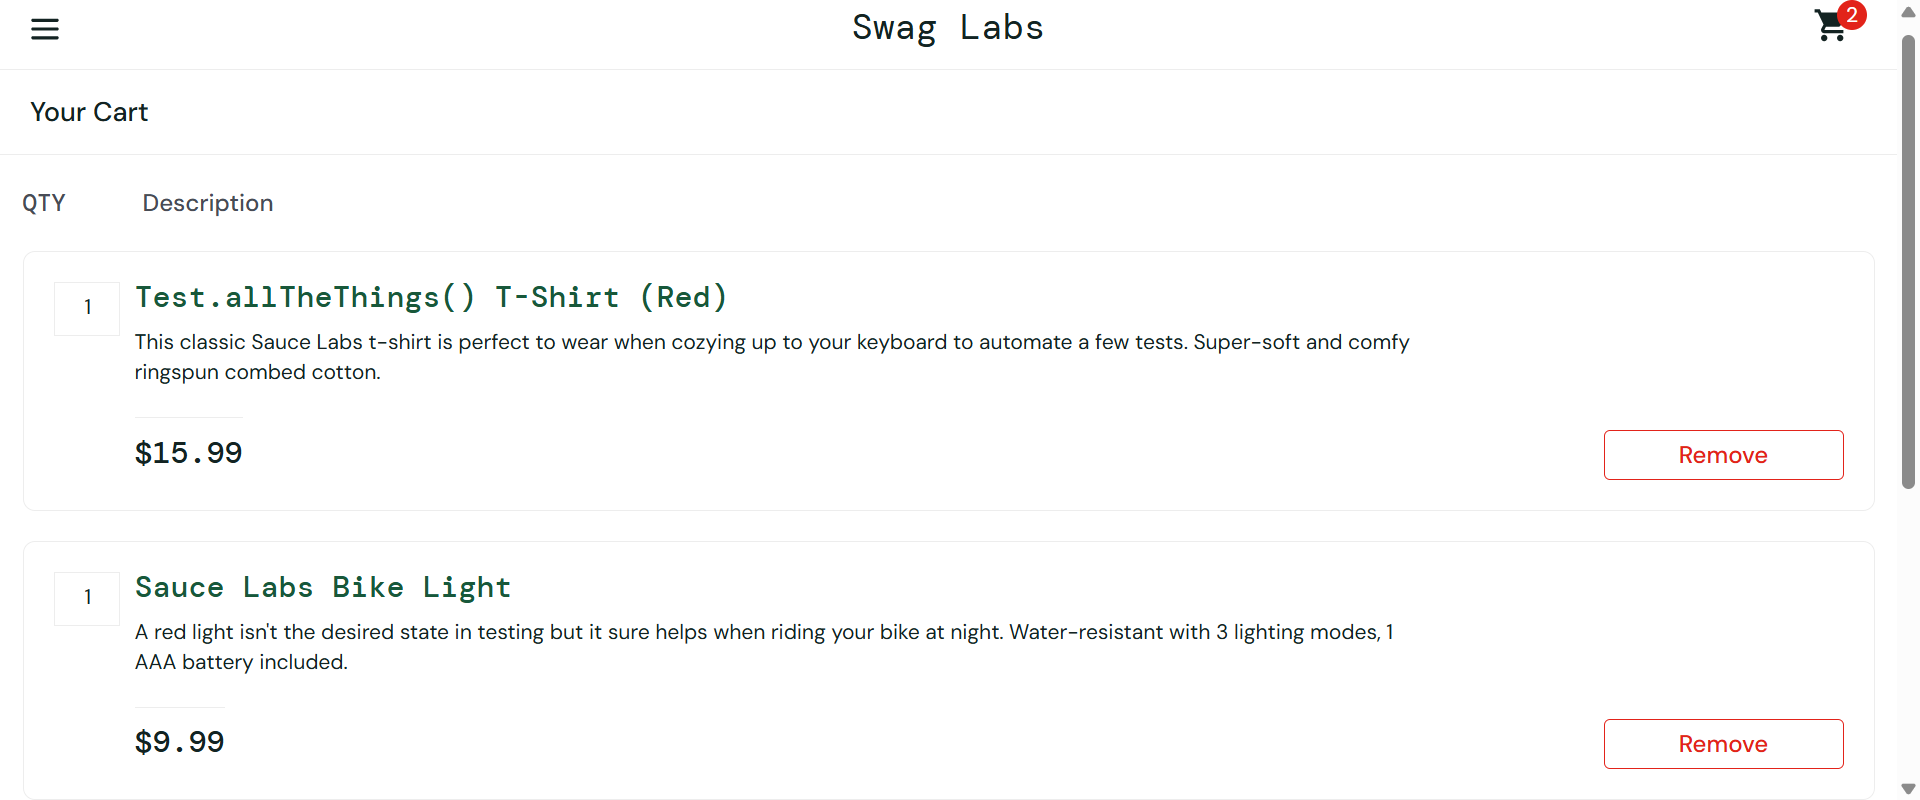 Swag Labs
2
Your Cart
QTY Description
1
Test.allTheThings() T-Shirt (Red)
This classic Sauce Labs t-shirt is perfect to wear when cozying up to your keyboard to automate a few tests. Super-soft and comfy
ringspun combed cotton.
$15.99
Remove
1
Sauce Labs Bike Light
A red light isn't the desired state in testing but it sure helps when riding your bike at night. Water-resistant with 3 lighting modes, 1
AAA battery included.
$9.99
Remove